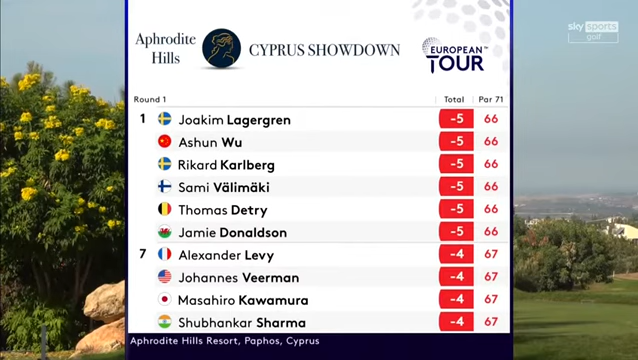 sky sports
golf
Aphrodite Hills CYPRUS SHOWDOWN EUROPEAN TOUR
Round 1 Total Par 71
1 Joakim Lagergren -5 66
Ashun Wu -5 66
Rikard Karlberg -5 66
Sami Välimäki -5 66
Thomas Detry -5 66
Jamie Donaldson -5 66
7 Alexander Levy -4 67
Johannes Veerman -4 67
Masahiro Kawamura -4 67
Shubhankar Sharma -4 67
Aphrodite Hills Resort, Paphos, Cyprus